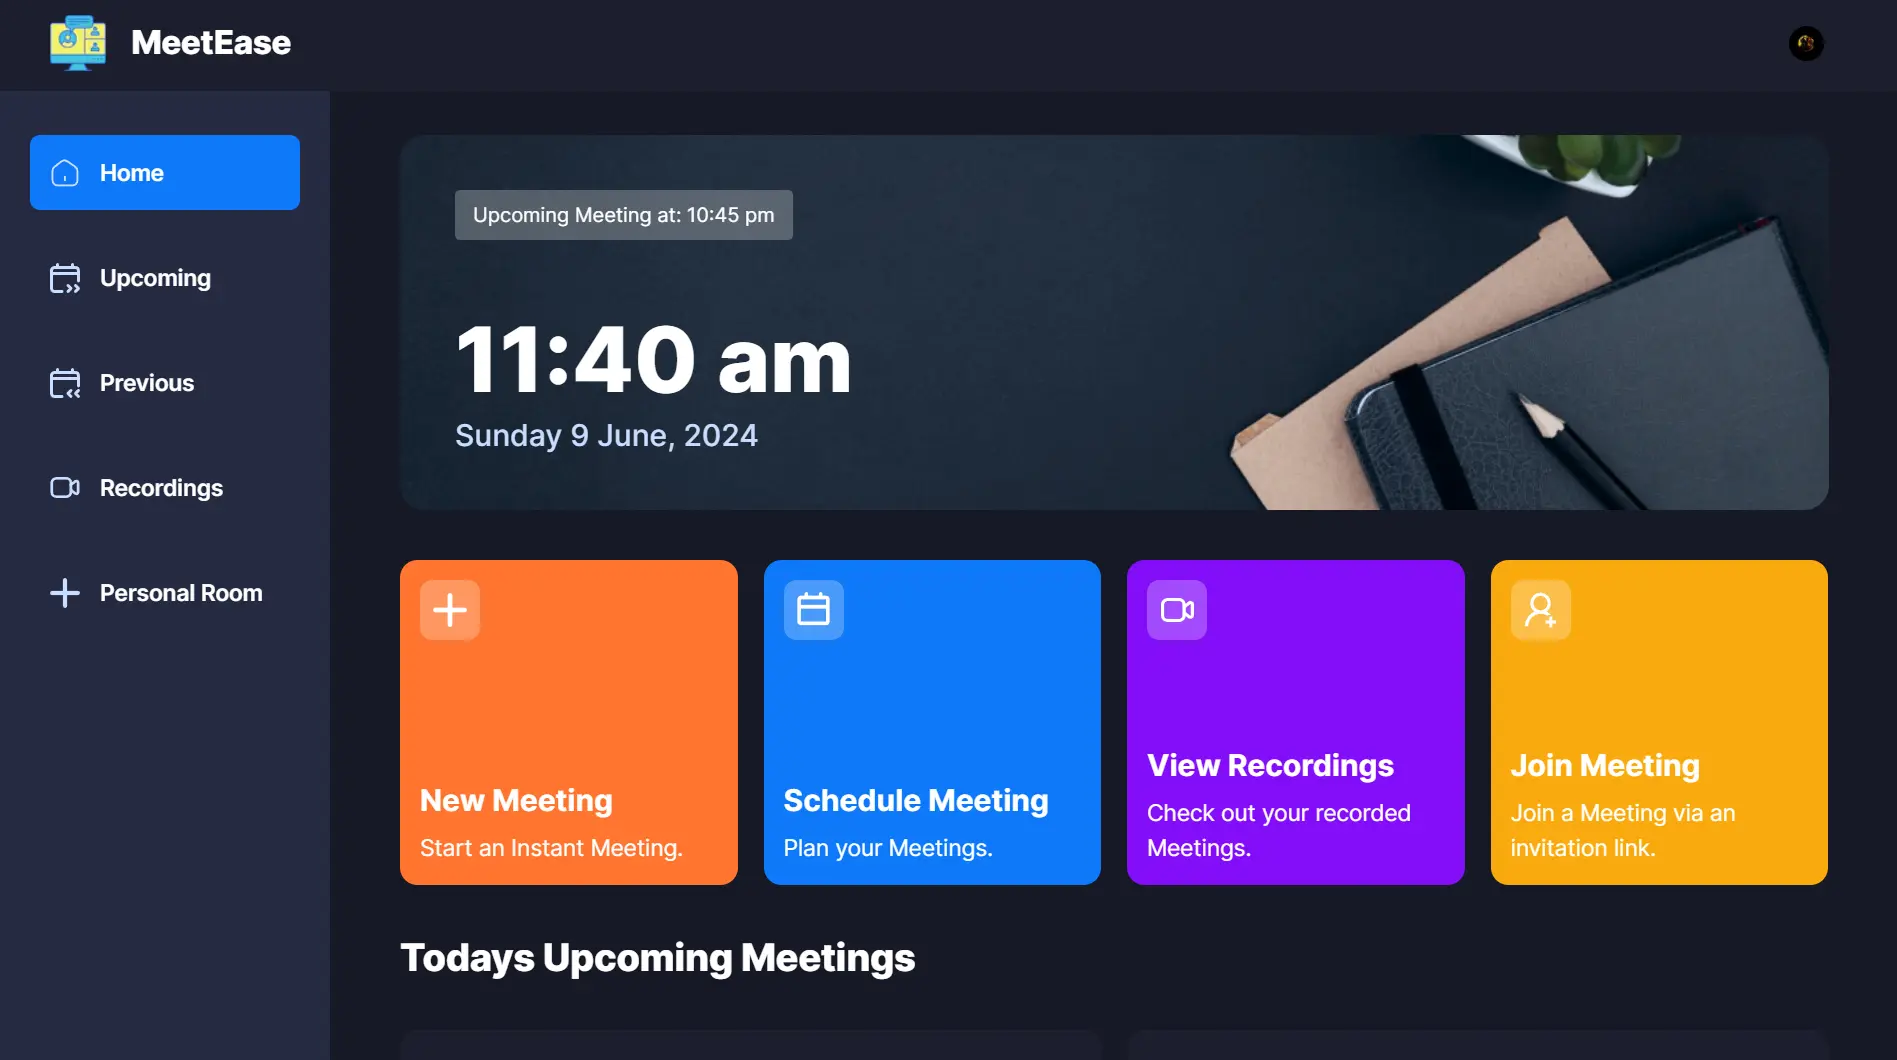 MeetEase
Home
Upcoming
Previous
Recordings
Personal Room
Upcoming Meeting at: 10:45 pm
11:40 am
Sunday 9 June, 2024
New Meeting
Start an Instant Meeting.
Schedule Meeting
Plan your Meetings.
View Recordings
Check out your recorded
Meetings.
Join Meeting
Join a Meeting via an
invitation link.
Todays Upcoming Meetings